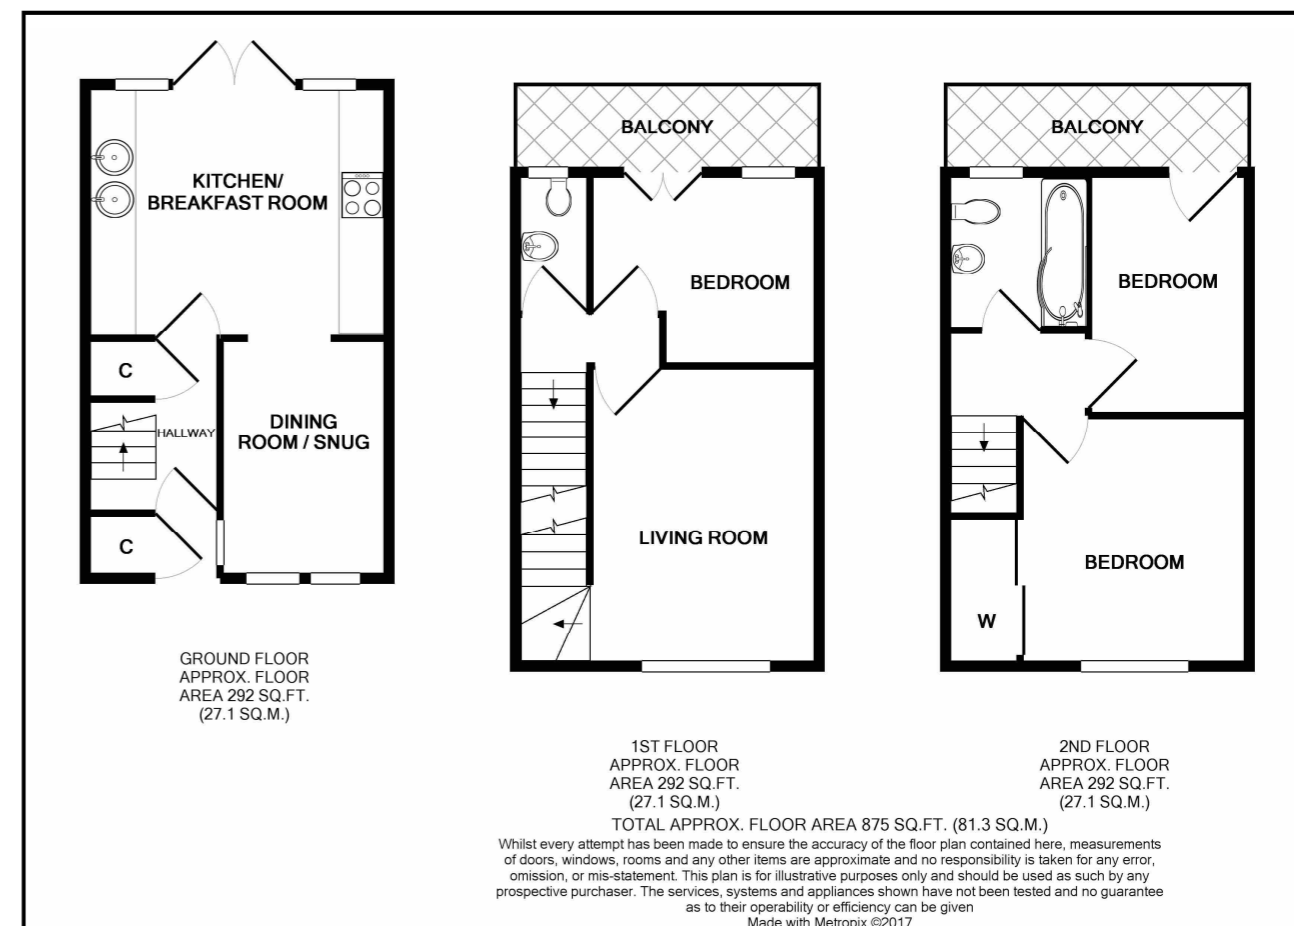 KITCHEN/
BREAKFAST ROOM
C
HALLWAY
DINING
ROOM / SNUG
C
GROUND FLOOR
APPROX. FLOOR
AREA 292 SQ.FT.
(27.1 SQ.M.)
BALCONY
BEDROOM
LIVING ROOM
1ST FLOOR
APPROX. FLOOR
AREA 292 SQ.FT.
(27.1 SQ.M.)
BALCONY
BEDROOM
BEDROOM
W
2ND FLOOR
APPROX. FLOOR
AREA 292 SQ.FT.
(27.1 SQ.M.)
TOTAL APPROX. FLOOR AREA 875 SQ.FT. (81.3 SQ.M.)
Whilst every attempt has been made to ensure the accuracy of the floor plan contained here, measurements
of doors, windows, rooms and any other items are approximate and no responsibility is taken for any error,
omission, or mis-statement. This plan is for illustrative purposes only and should be used as such by any
prospective purchaser. The services, systems and appliances shown have not been tested and no guarantee
as to their operability or efficiency can be given
Made with Metropix ©2017